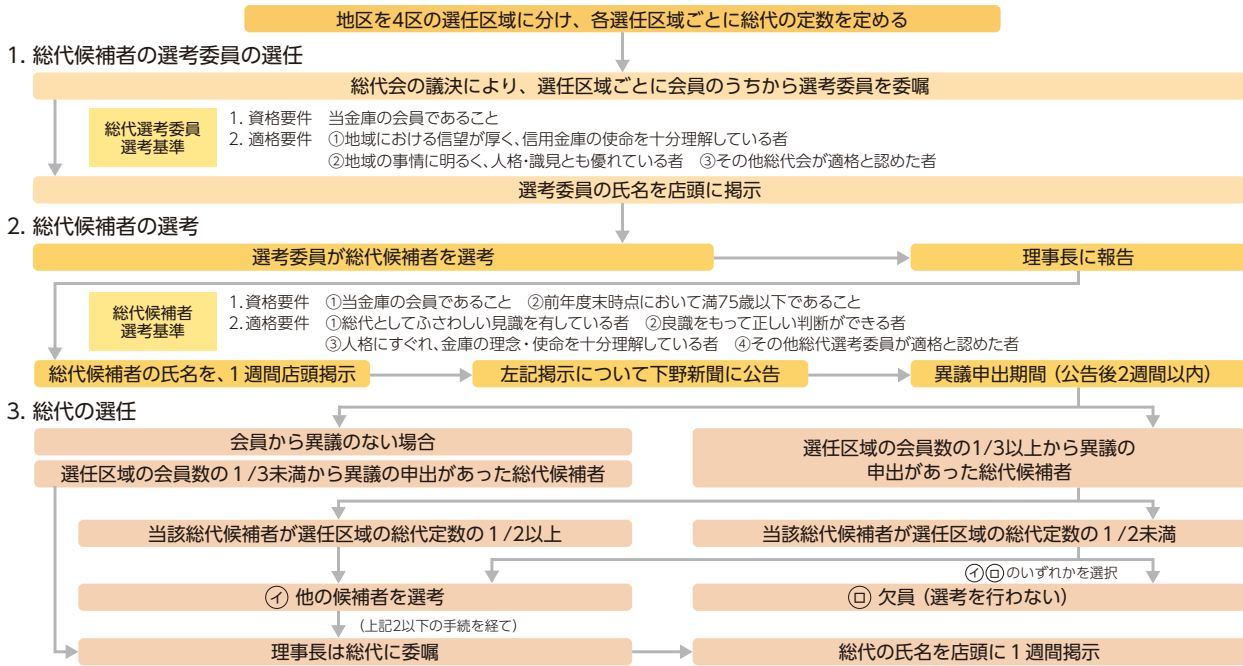 地区を4区の選任区域に分け、各選任区域ごとに総代の定数を定める
1. 総代候補者の選考委員の選任
総代会の議決により、選任区域ごとに会員のうちから選考委員を委嘱
総代選考委員
選考基準
1. 資格要件　当金庫の会員であること
2. 適格要件　①地域における信望が厚く、信用金庫の使命を十分理解している者
②地域の事情に明るく、人格・識見とも優れている者　③その他総代会が適格と認めた者
選考委員の氏名を店頭に掲示
2. 総代候補者の選考
選考委員が総代候補者を選考
理事長に報告
総代候補者
選考基準
1. 資格要件　①当金庫の会員であること　②前年度末時点において満75歳以下であること
2. 適格要件　①総代としてふさわしい見識を有している者　②良識をもって正しい判断ができる者
③人格にすぐれ、金庫の理念・使命を十分理解している者　④その他総代選考委員が適格と認めた者
総代候補者の氏名を、1週間店頭掲示
左記掲示について下野新聞に公告
異議申出期間（公告後2週間以内）
3. 総代の選任
会員から異議のない場合
選任区域の会員数の1/3未満から異議の申出があった総代候補者
選任区域の会員数の1/3以上から異議の
申出があった総代候補者
当該総代候補者が選任区域の総代定数の1/2以上
当該総代候補者が選任区域の総代定数の1/2未満
㋑㋺のいずれかを選択
㋑ 他の候補者を選考
㋺ 欠員（選考を行わない）
（上記2以下の手続を経て）
理事長は総代に委嘱
総代の氏名を店頭に1週間掲示